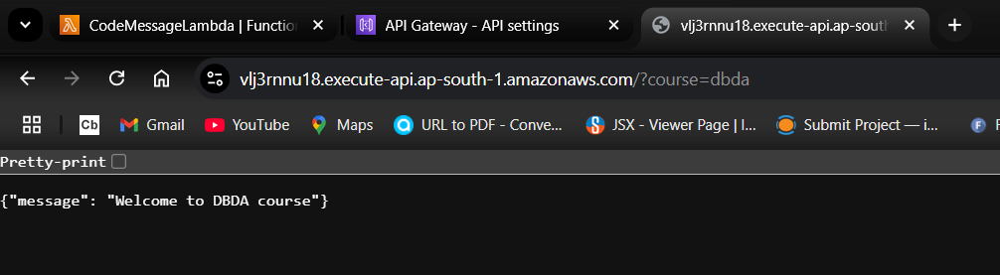 CodeMessageLambda | Functio
API Gateway - API settings
vlj3rnnu18.execute-api.ap-sout
vlj3rnnu18.execute-api.ap-south-1.amazonaws.com/?course=dbda
Cb Gmail YouTube Maps URL to PDF - Conve... JSX - Viewer Page | I... Submit Project — i... F
Pretty-print
{"message": "Welcome to DBDA course"}